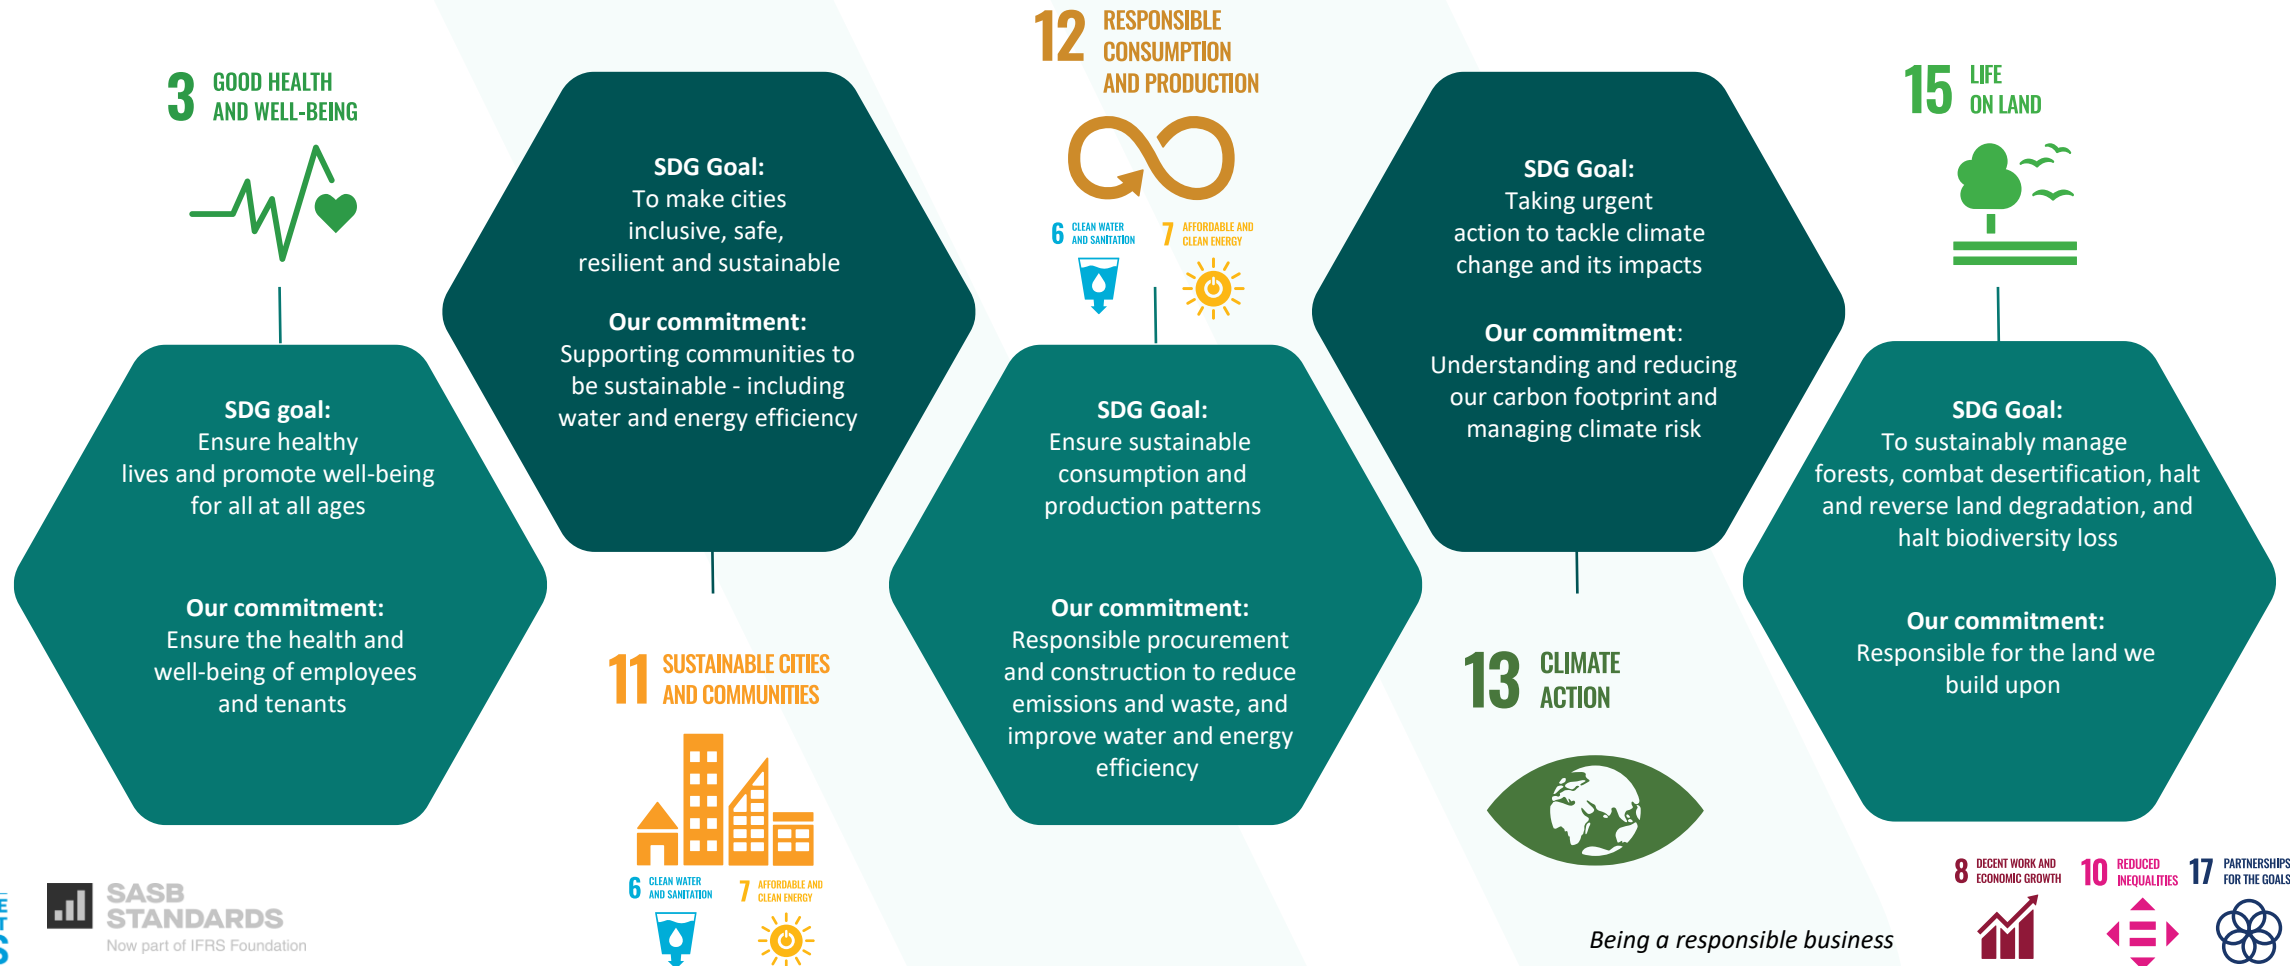 3 GOOD HEALTH
AND WELL-BEING
SDG goal:
Ensure healthy
lives and promote well-being
for all at all ages
Our commitment:
Ensure the health and
well-being of employees
and tenants
SDG Goal:
To make cities
inclusive, safe,
resilient and sustainable
Our commitment:
Supporting communities to
be sustainable - including
water and energy efficiency
11 SUSTAINABLE CITIES
AND COMMUNITIES
6 CLEAN WATER
AND SANITATION
7 AFFORDABLE AND
CLEAN ENERGY
12 RESPONSIBLE
CONSUMPTION
AND PRODUCTION
6 CLEAN WATER
AND SANITATION
7 AFFORDABLE AND
CLEAN ENERGY
SDG Goal:
Ensure sustainable
consumption and
production patterns
Our commitment:
Responsible procurement
and construction to reduce
emissions and waste, and
improve water and energy
efficiency
SDG Goal:
Taking urgent
action to tackle climate
change and its impacts
Our commitment:
Understanding and reducing
our carbon footprint and
managing climate risk
13 CLIMATE
ACTION
15 LIFE
ON LAND
SDG Goal:
To sustainably manage
forests, combat desertification, halt
and reverse land degradation, and
halt biodiversity loss
Our commitment:
Responsible for the land we
build upon
SASB
STANDARDS
Now part of IFRS Foundation
Being a responsible business
8 DECENT WORK AND
ECONOMIC GROWTH
10 REDUCED
INEQUALITIES
17 PARTNERSHIPS
FOR THE GOALS